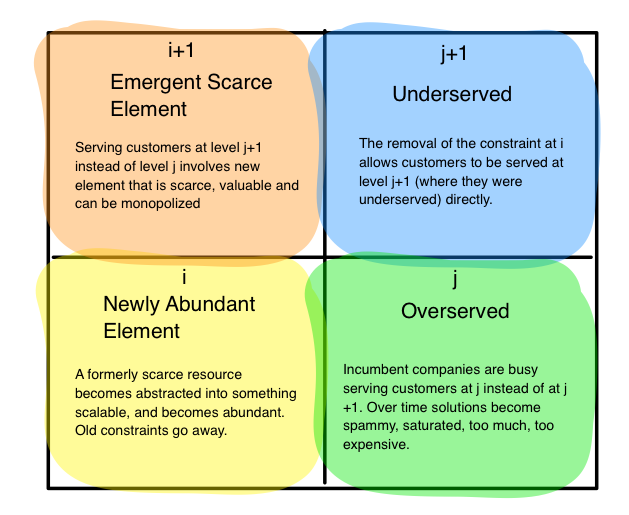 i+1
Emergent Scarce
Element
Serving customers at level j+1
instead of level j involves new
element that is scarce, valuable and
can be monopolized
j+1
Underserved
The removal of the constraint at i
allows customers to be served at
level j+1 (where they were
underserved) directly.
i
Newly Abundant
Element
A formerly scarce resource
becomes abstracted into something
scalable, and becomes abundant.
Old constraints go away.
j
Overserved
Incumbent companies are busy
serving customers at j instead of at j
+1. Over time solutions become
spammy, saturated, too much, too
expensive.